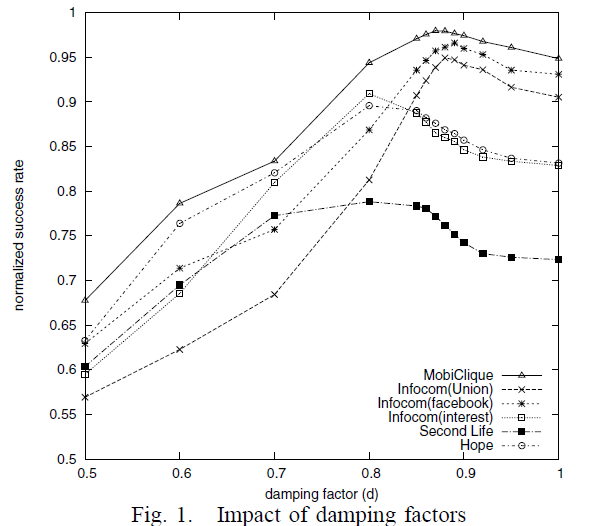 1
0.95
0.9
0.85
0.8
0.75
0.7
0.65
0.6
0.55
0.5
normalized success rate
MobiClique
Infocom(Union)
Infocom(facebook)
Infocom(interest)
Second Life
Hope
0.5 0.6 0.7 0.8 0.9 1
damping factor (d)
Fig. 1. Impact of damping factors